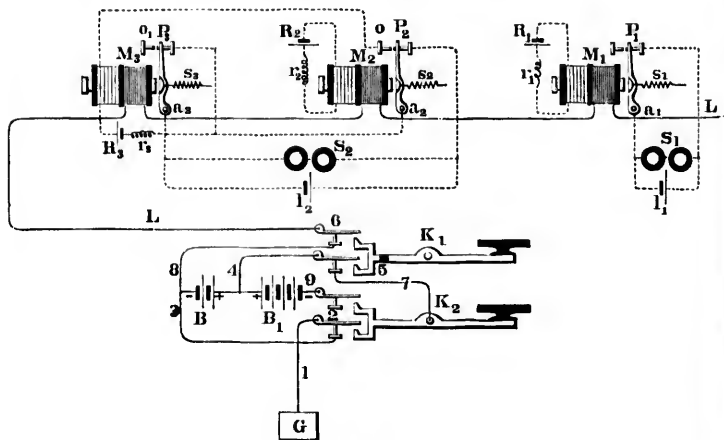 O₁ P₃ R₂ O P₂ R₁ P₁
M₃ M₂ M₁
S₃ r₂ S₂ r₁ S₁
a₃ a₂ a₁
L
R₃ r₃ S₂ S₁
l₂ l₁
L 6
K₁
8 4 5
9 7
- + + -
3 B B₁ 2 K₂
1
G